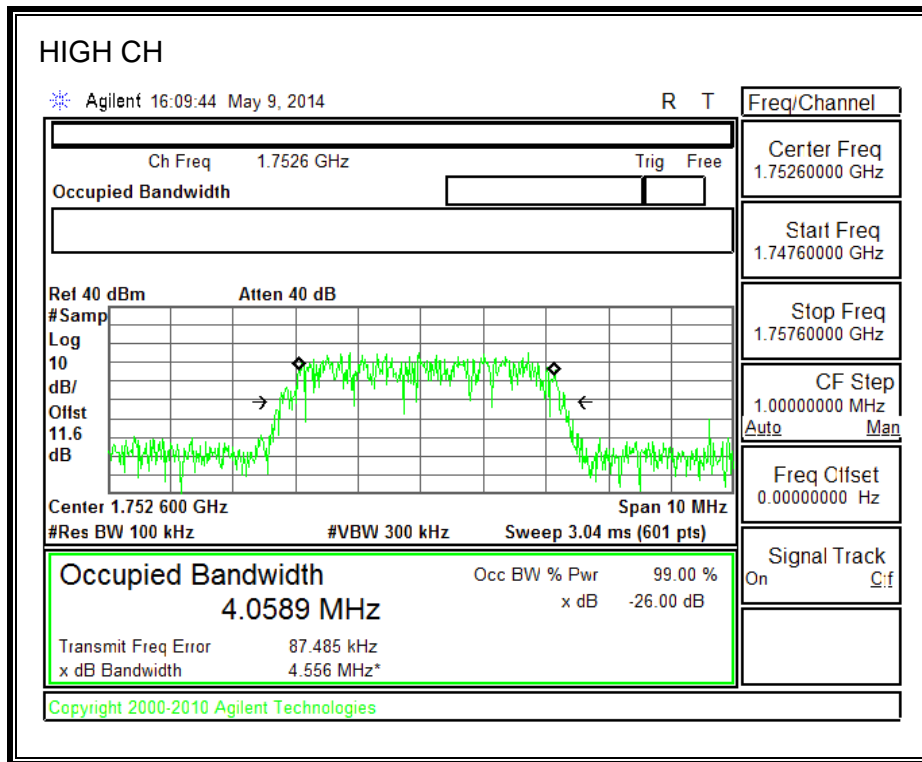 HIGH CH
Agilent 16:09:44 May 9, 2014 R T
Freq/Channel
Ch Freq 1.7526 GHz Trig Free
Occupied Bandwidth
Center Freq
1.75260000 GHz
Start Freq
1.74760000 GHz
Stop Freq
1.75760000 GHz
CF Step
1.00000000 MHz
Auto Man
Freq Offset
0.00000000 Hz
Signal Track
On Off
Ref 40 dBm Atten 40 dB
#Samp
Log
10
dB/
Offst
11.6
dB
Center 1.752 600 GHz Span 10 MHz
#Res BW 100 kHz #VBW 300 kHz Sweep 3.04 ms (601 pts)
Occupied Bandwidth
4.0589 MHz
Occ BW % Pwr 99.00 %
x dB -26.00 dB
Transmit Freq Error 87.485 kHz
x dB Bandwidth 4.556 MHz*
Copyright 2000-2010 Agilent Technologies